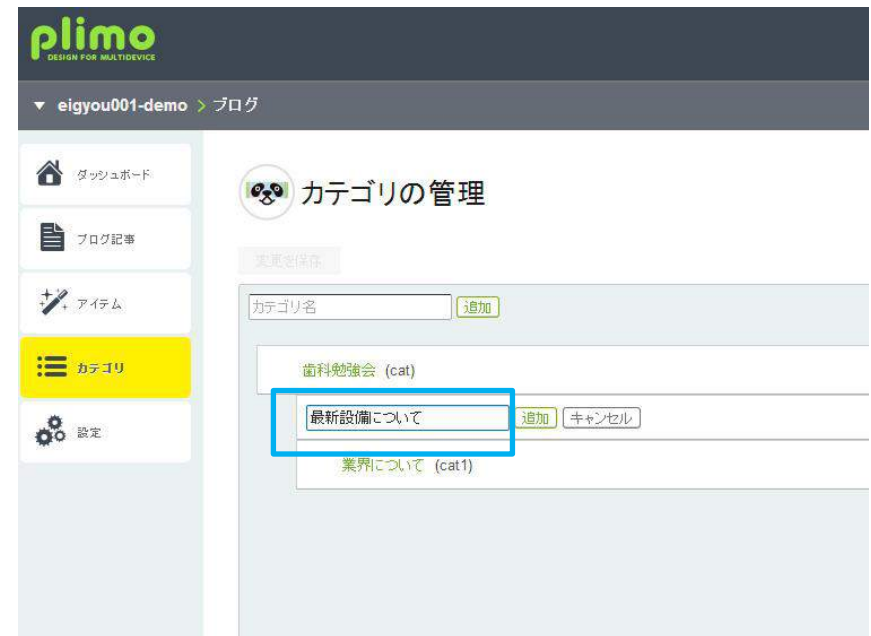 plimo
DESIGN FOR MULTIDEVICE
▼ eigyou001-demo > ブログ
ダッシュボード
ブログ記事
アイテム
カテゴリ
設定
カテゴリの管理
変更を保存
カテゴリ名 追加
歯科勉強会 (cat)
最新設備について 追加 キャンセル
業界について (cat1)